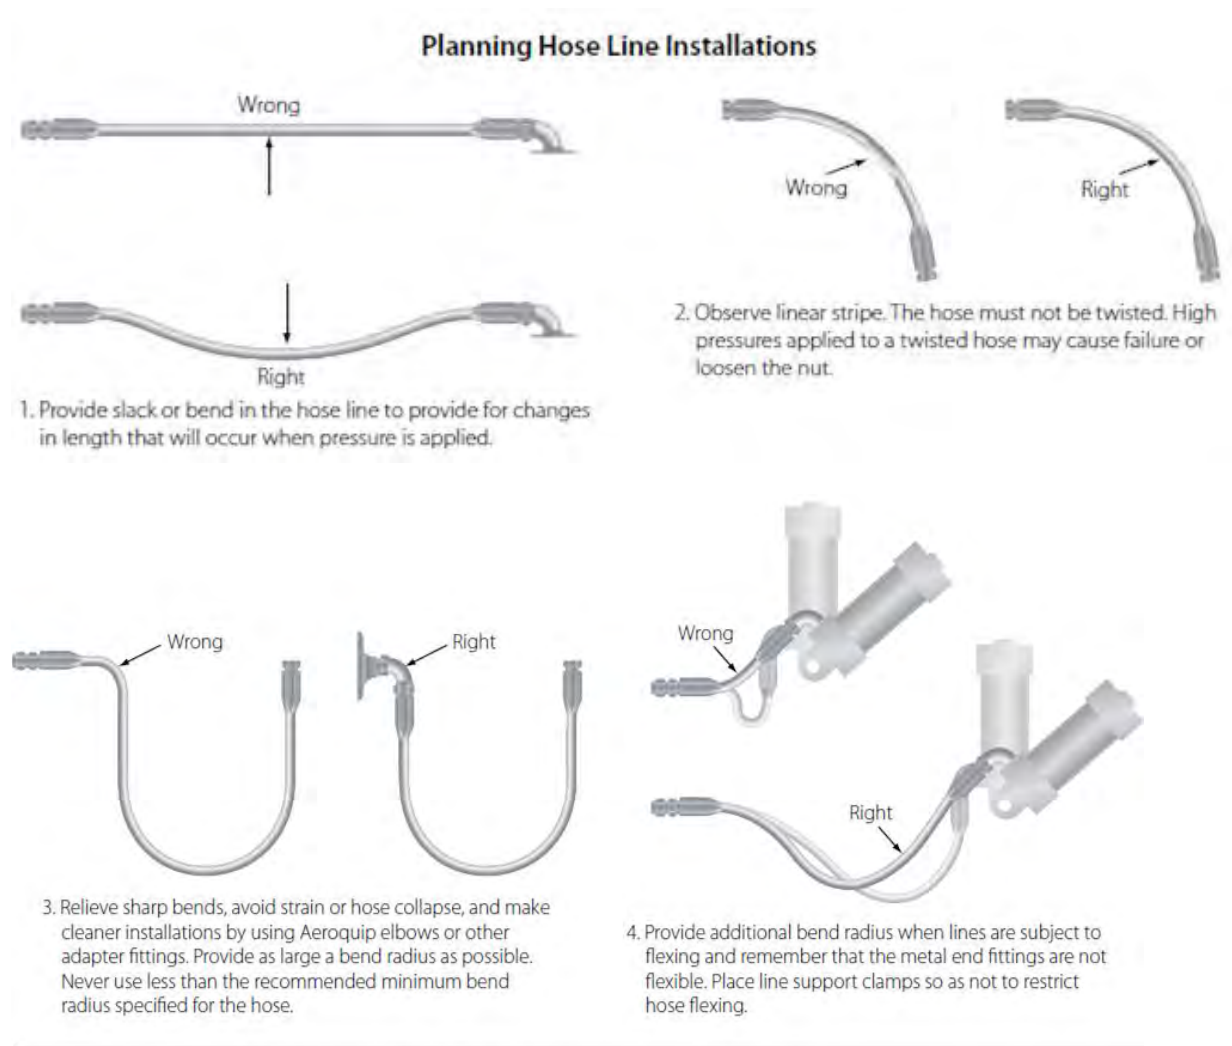 Planning Hose Line Installations
Wrong
Right
1. Provide slack or bend in the hose line to provide for changes
in length that will occur when pressure is applied.
Wrong
Right
2. Observe linear stripe. The hose must not be twisted. High
pressures applied to a twisted hose may cause failure or
loosen the nut.
Wrong
Right
3. Relieve sharp bends, avoid strain or hose collapse, and make
cleaner installations by using Aeroquip elbows or other
adapter fittings. Provide as large a bend radius as possible.
Never use less than the recommended minimum bend
radius specified for the hose.
Wrong
Right
4. Provide additional bend radius when lines are subject to
flexing and remember that the metal end fittings are not
flexible. Place line support clamps so as not to restrict
hose flexing.